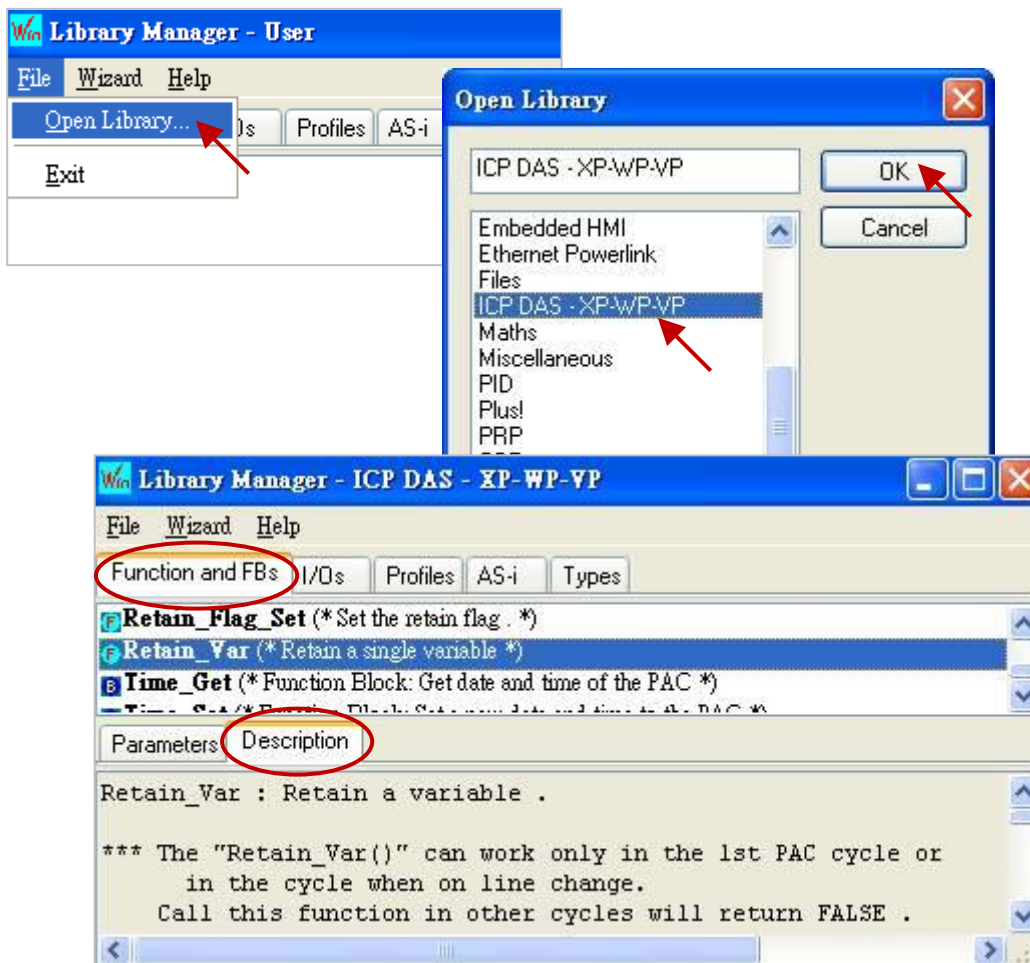 Win Library Manager - User
File Wizard Help
Open Library...
Profiles AS-i
Exit
Open Library
ICP DAS - XP-WP-VP
OK
Cancel
Embedded HMI
Ethernet Powerlink
Files
ICP DAS - XP-WP-VP
Maths
Miscellaneous
PID
Plus!
PRP
Win Library Manager - ICP DAS - XP-WP-VP
File Wizard Help
Function and FBs I/Os Profiles AS-i Types
F Retain_Flag_Set (* Set the retain flag . *)
F Retain_Var (* Retain a single variable *)
B Time_Get (* Function Block: Get date and time of the PAC *)
Parameters Description
Retain_Var : Retain a variable .
*** The "Retain_Var()" can work only in the 1st PAC cycle or
in the cycle when on line change.
Call this function in other cycles will return FALSE .